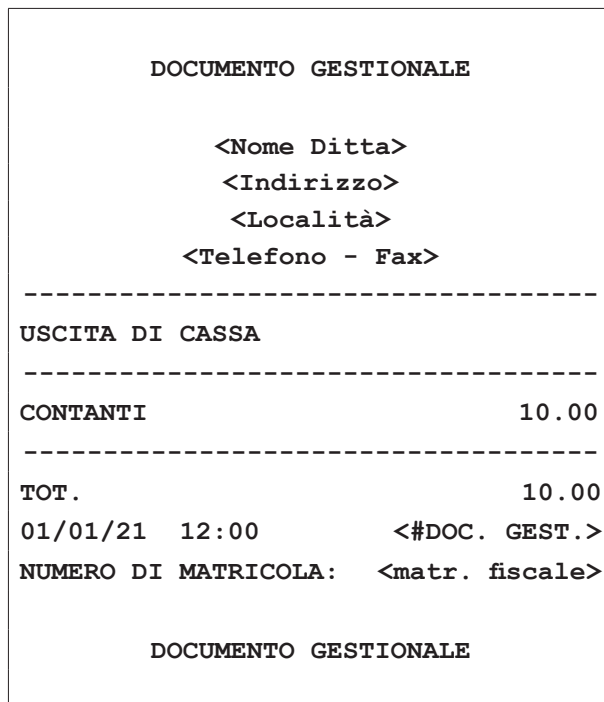 DOCUMENTO GESTIONALE
<Nome Ditta>
<Indirizzo>
<Località>
<Telefono - Fax>
------------------------------------
USCITA DI CASSA
------------------------------------
CONTANTI 10.00
------------------------------------
TOT. 10.00
01/01/21 12:00 <#DOC. GEST.>
NUMERO DI MATRICOLA: <matr. fiscale>
DOCUMENTO GESTIONALE